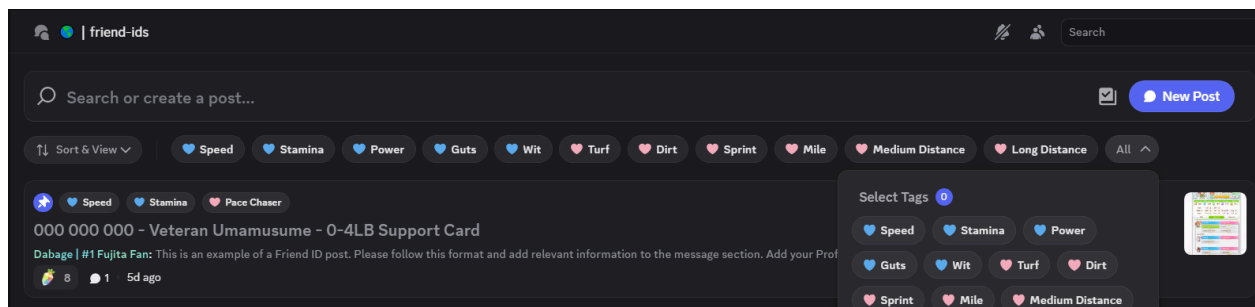 | friend-ids
Search
Search or create a post...
New Post
Sort & View
Speed
Stamina
Power
Guts
Wit
Turf
Dirt
Sprint
Mile
Medium Distance
Long Distance
All
Speed
Stamina
Pace Chaser
000 000 000 - Veteran Umamusume - 0-4LB Support Card
Dabage | #1 Fujita Fan: This is an example of a Friend ID post. Please follow this format and add relevant information to the message section. Add your Prof
8
1
5d ago
Select Tags 0
Speed
Stamina
Power
Guts
Wit
Turf
Dirt
Sprint
Mile
Medium Distance